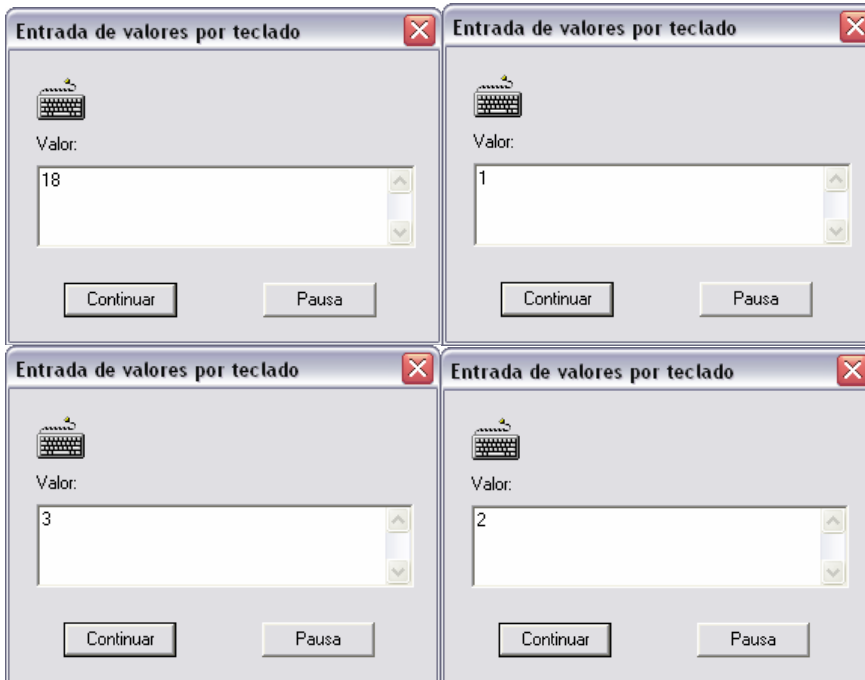 Entrada de valores por teclado
Valor:
18
Continuar Pausa
Entrada de valores por teclado
Valor:
1
Continuar Pausa
Entrada de valores por teclado
Valor:
3
Continuar Pausa
Entrada de valores por teclado
Valor:
2
Continuar Pausa